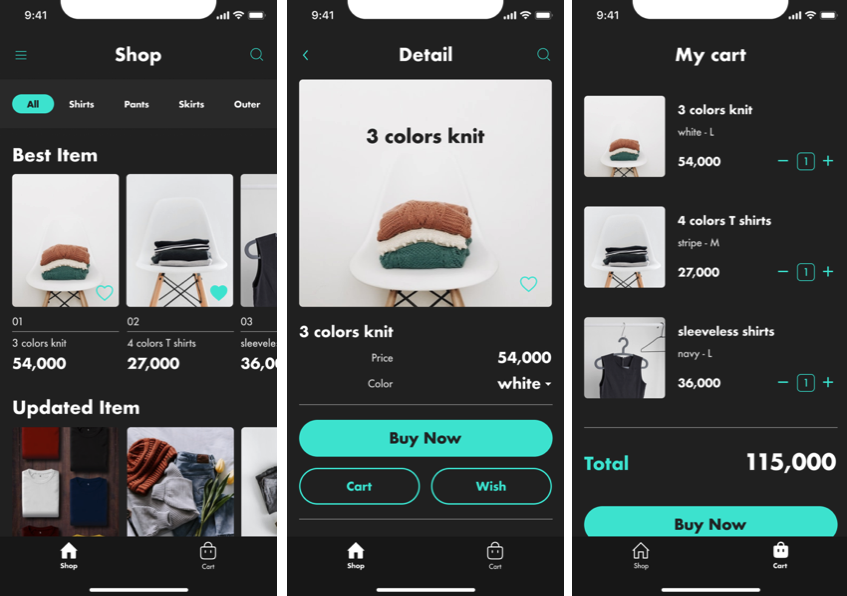 9:41
Shop
All Shirts Pants Skirts Outer
Best Item
01 02 03
3 colors knit 4 colors T shirts sleeveles
54,000 27,000 36,0
Updated Item
Shop Cart
9:41
Detail
3 colors knit
3 colors knit
Price 54,000
Color white
Buy Now
Cart Wish
Shop Cart
9:41
My cart
3 colors knit
white - L
54,000 1
4 colors T shirts
stripe - M
27,000 1
sleeveless shirts
navy - L
36,000 1
Total 115,000
Buy Now
Shop Cart